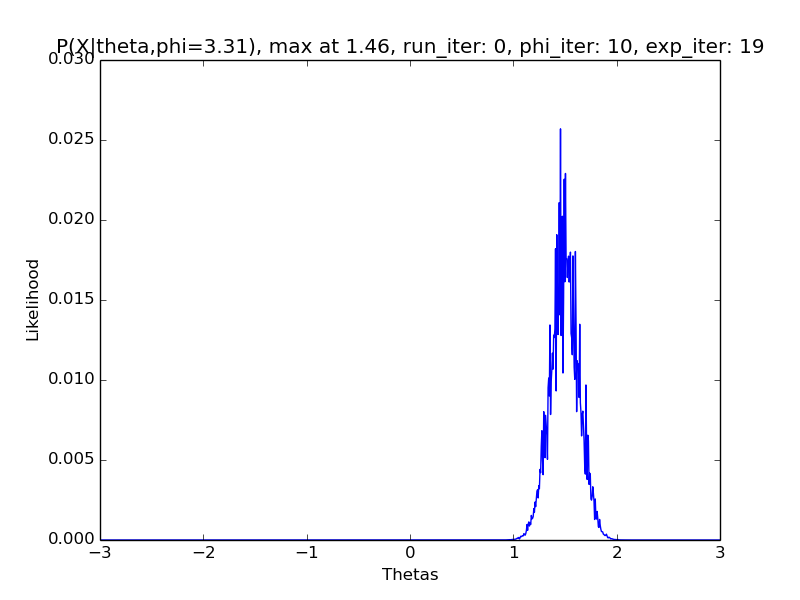 P(X|theta,phi=3.31), max at 1.46, run_iter: 0, phi_iter: 10, exp_iter: 19
0.030
0.025
0.020
0.015
0.010
0.005
0.000
Likelihood
−3 −2 −1 0 1 2 3
Thetas